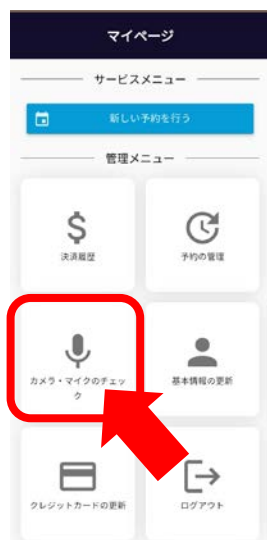 マイページ
サービスメニュー
新しい予約を行う
管理メニュー
決済履歴
予約の管理
カメラ・マイクのチェッ
ク
基本情報の更新
クレジットカードの更新
ログアウト